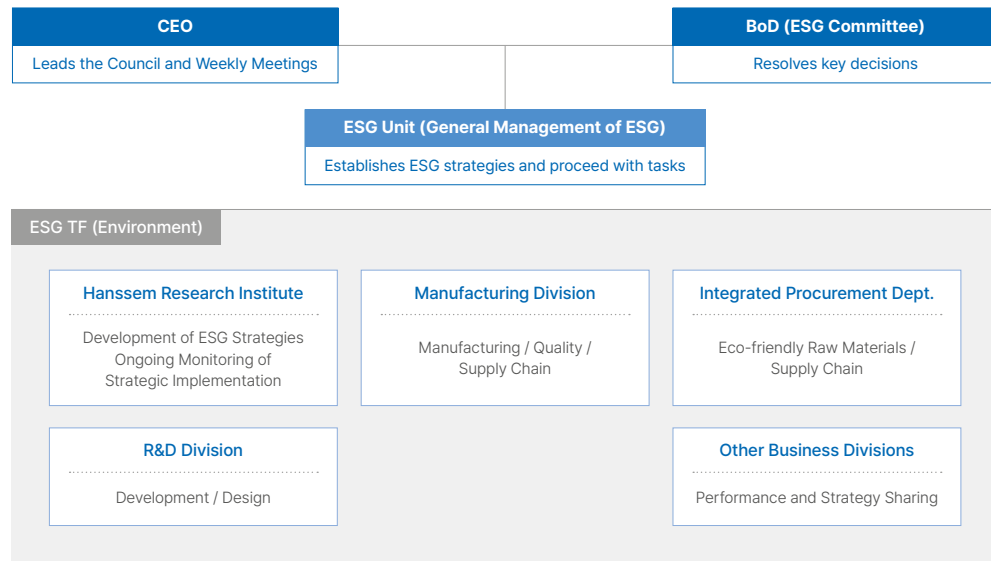 CEO
Leads the Council and Weekly Meetings
BoD (ESG Committee)
Resolves key decisions
ESG Unit (General Management of ESG)
Establishes ESG strategies and proceed with tasks
ESG TF (Environment)
Hanssem Research Institute
Development of ESG Strategies
Ongoing Monitoring of
Strategic Implementation
Manufacturing Division
Manufacturing / Quality /
Supply Chain
Integrated Procurement Dept.
Eco-friendly Raw Materials /
Supply Chain
R&D Division
Development / Design
Other Business Divisions
Performance and Strategy Sharing